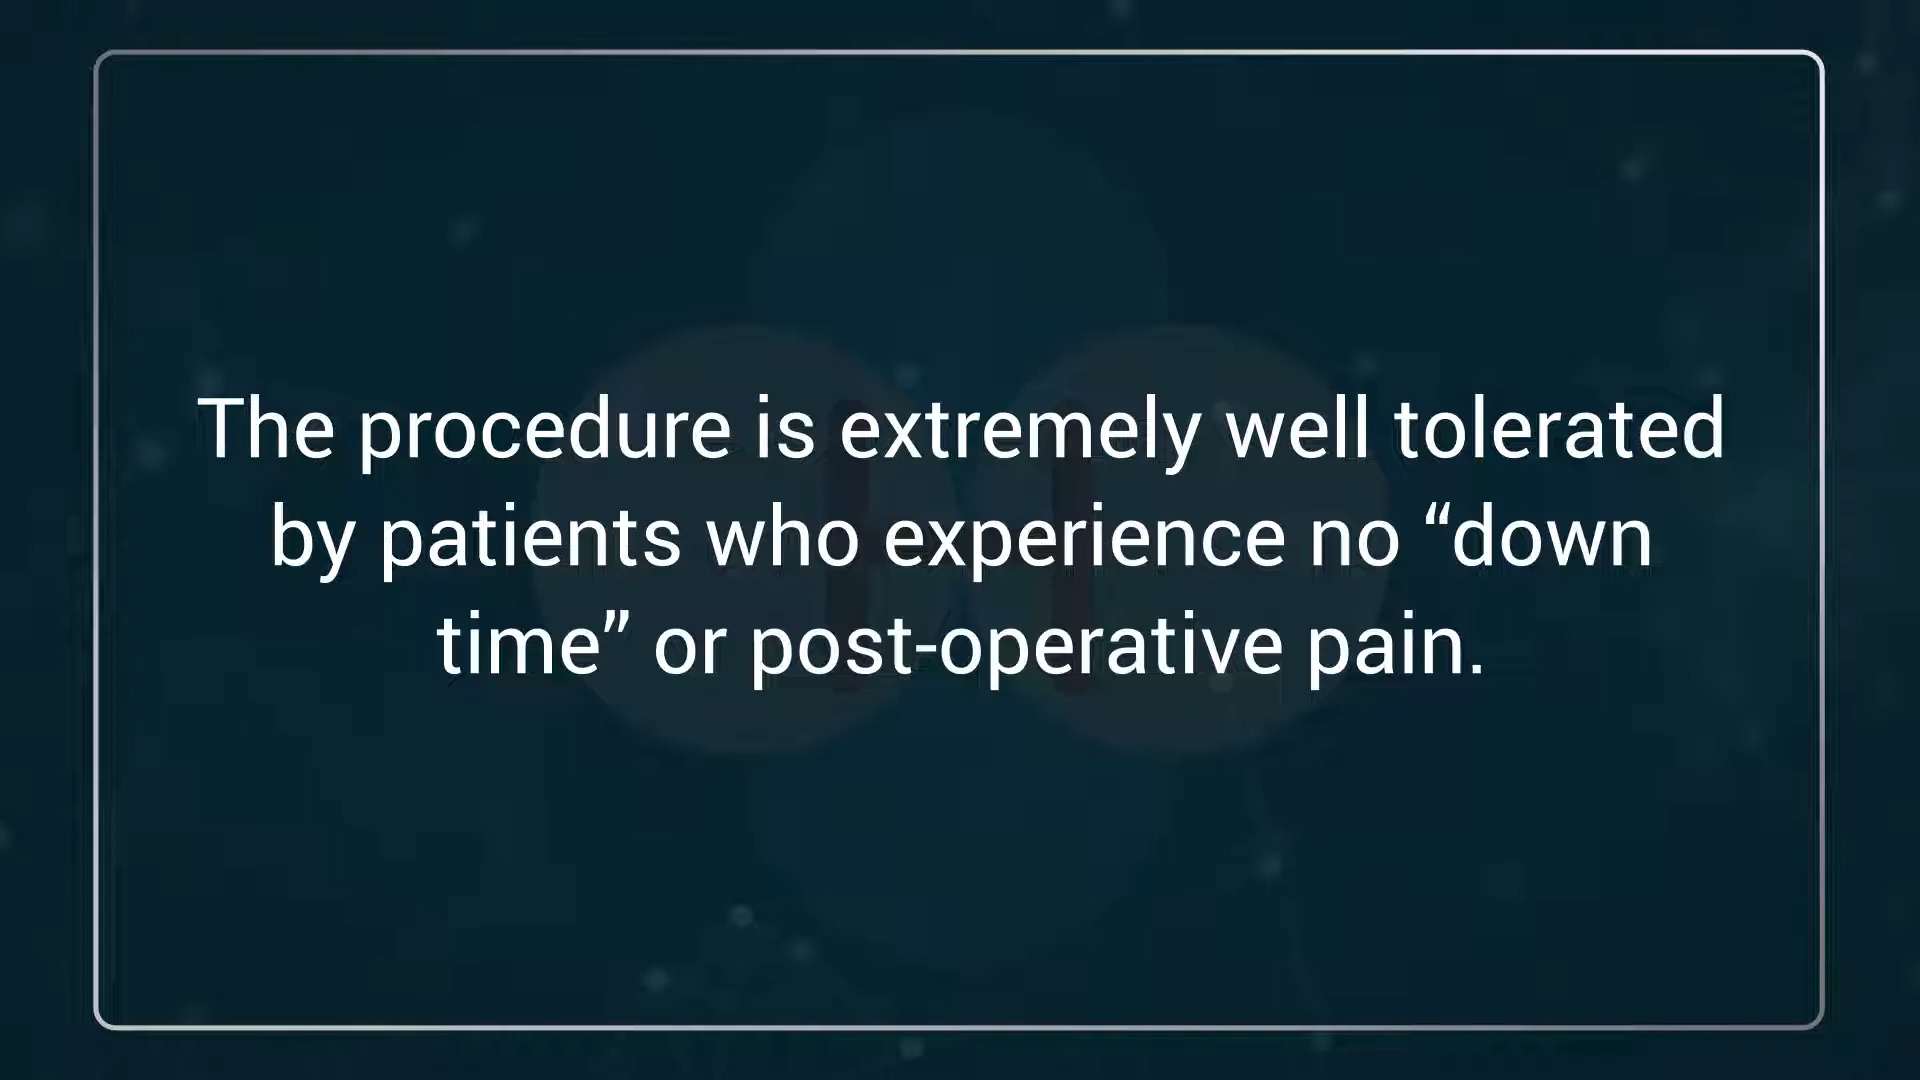 The procedure is extremely well tolerated
by patients who experience no “down
time” or post-operative pain.